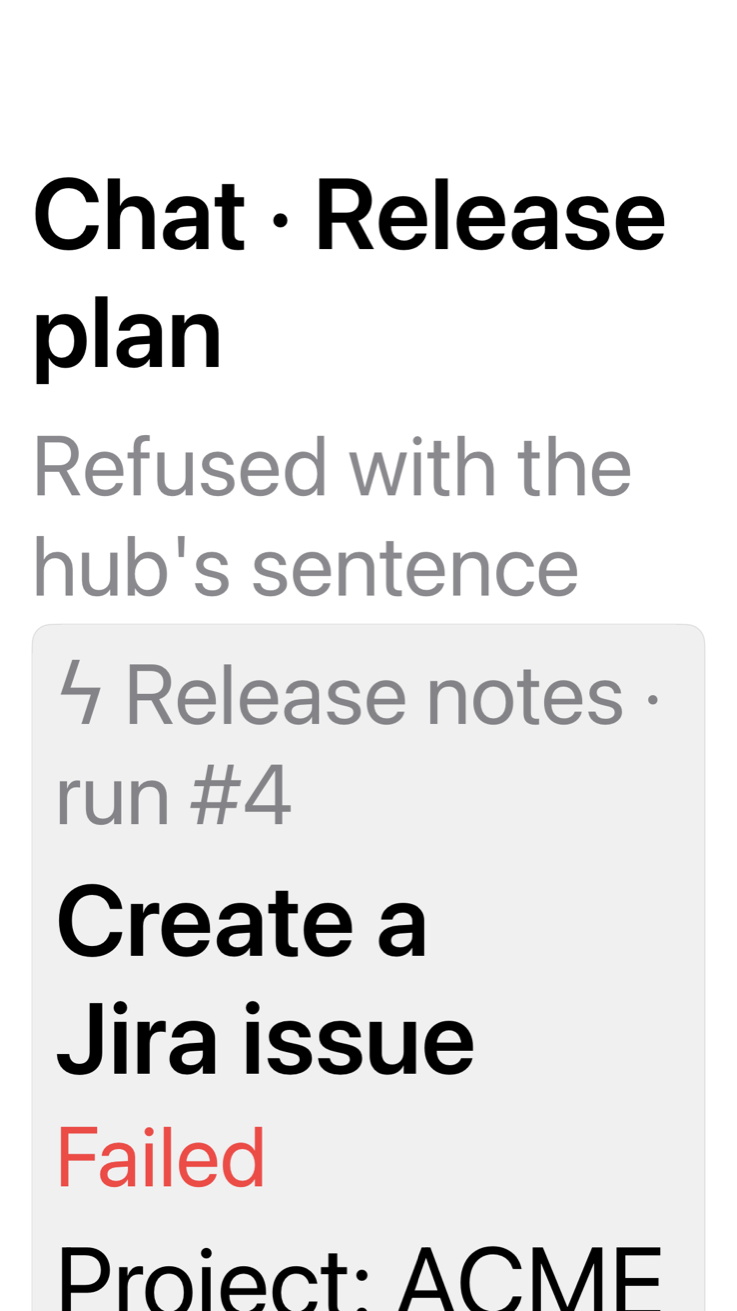 Chat · Release
plan
Refused with the
hub's sentence
ϟ Release notes ·
run #4
Create a
Jira issue
Failed
Project: ACME